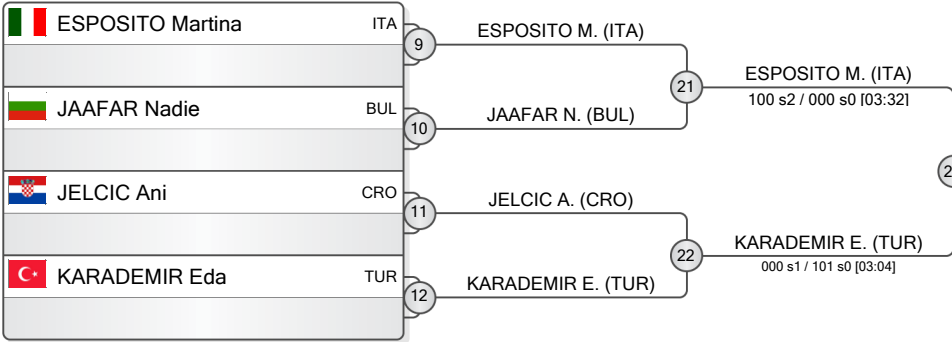 ESPOSITO Martina ITA
9
ESPOSITO M. (ITA)
21
ESPOSITO M. (ITA)
100 s2 / 000 s0 [03:32]
JAAFAR Nadie BUL
10
JAAFAR N. (BUL)
JELCIC Ani CRO
11
JELCIC A. (CRO)
22
KARADEMIR E. (TUR)
000 s1 / 101 s0 [03:04]
KARADEMIR Eda TUR
12
KARADEMIR E. (TUR)